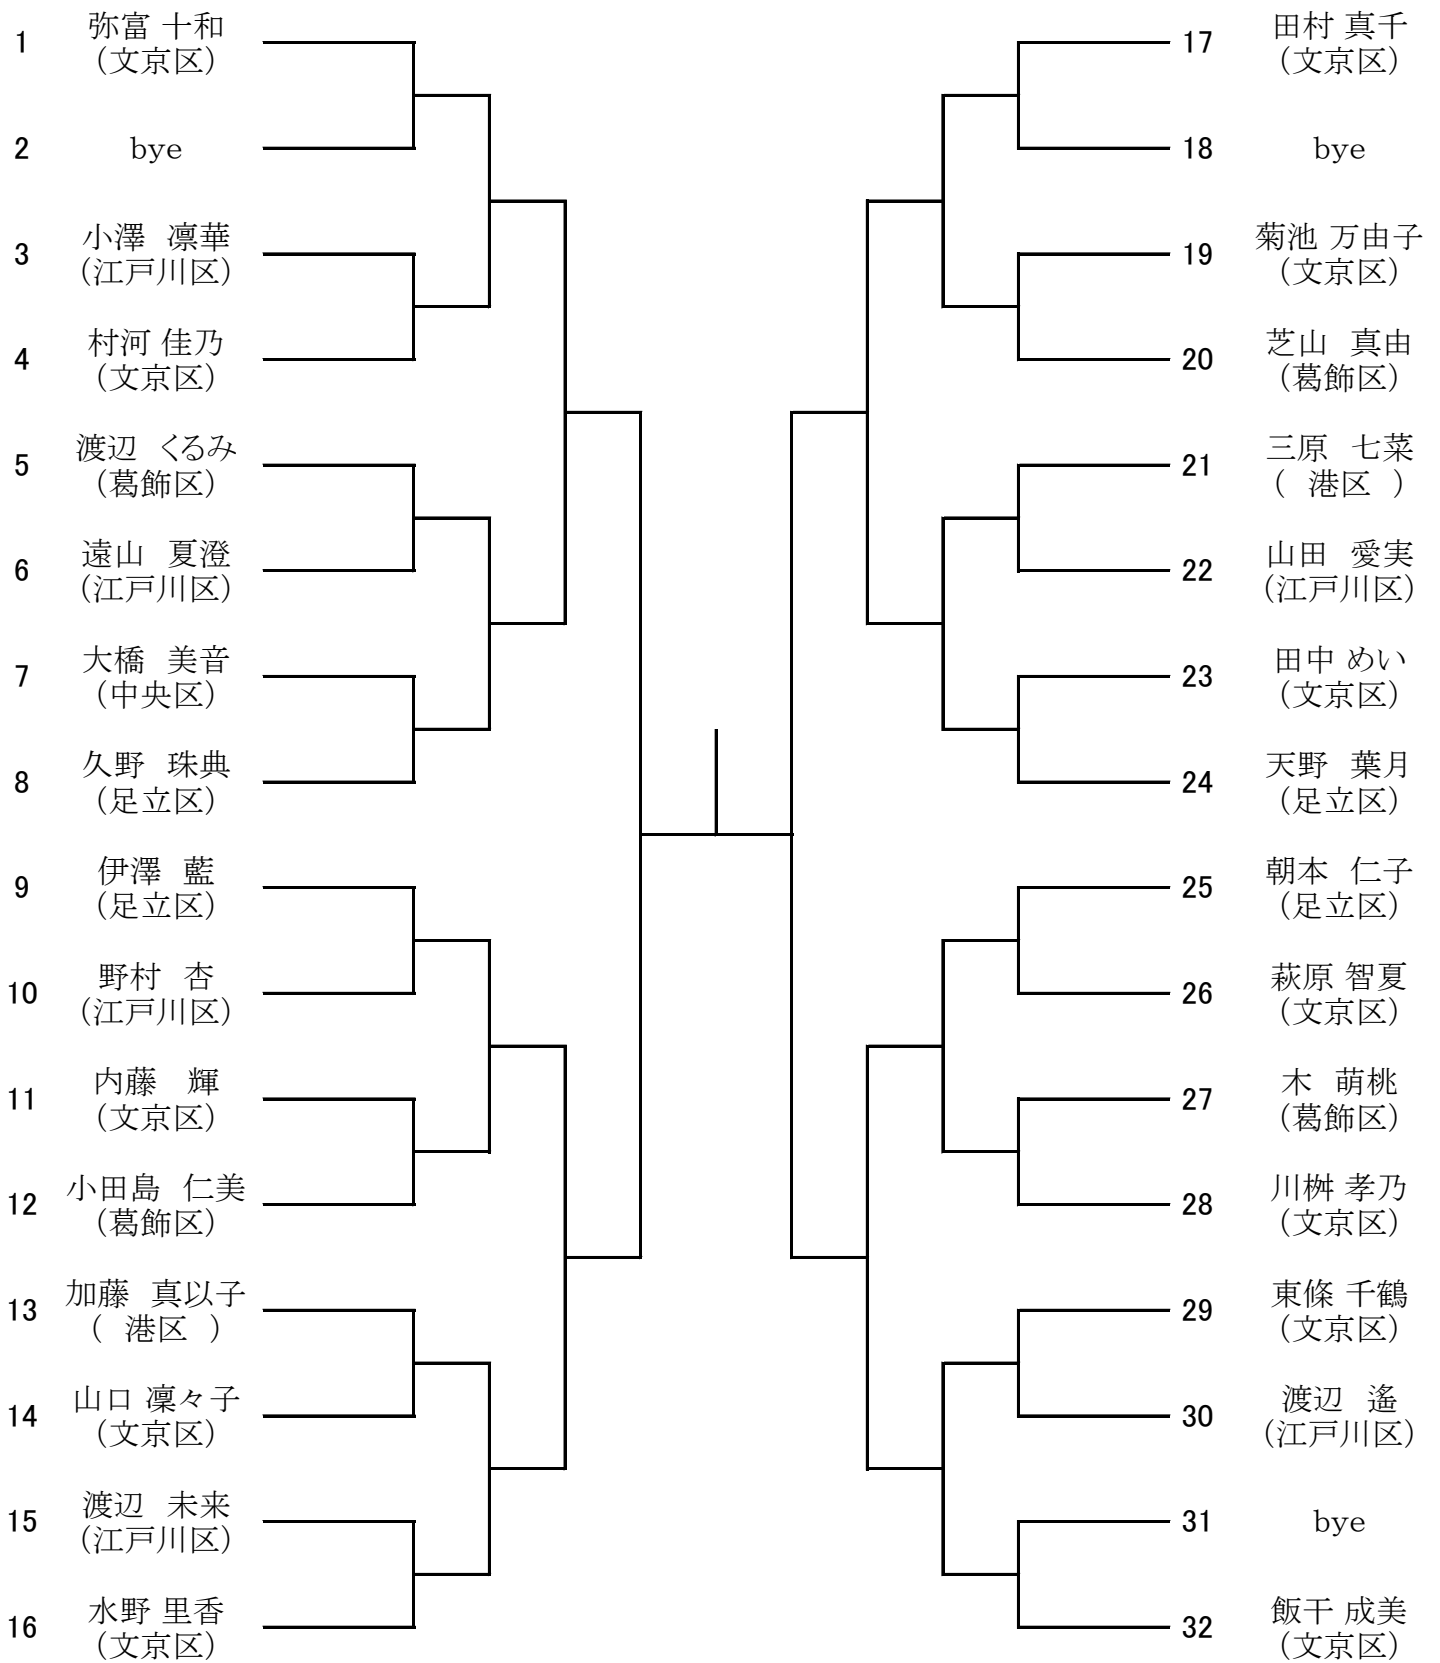 1 弥富 十和
(文京区)
2 bye
3 小澤 凛華
(江戸川区)
4 村河 佳乃
(文京区)
5 渡辺 くるみ
(葛飾区)
6 遠山 夏澄
(江戸川区)
7 大橋 美音
(中央区)
8 久野 珠典
(足立区)
9 伊澤 藍
(足立区)
10 野村 杏
(江戸川区)
11 内藤 輝
(文京区)
12 小田島 仁美
(葛飾区)
13 加藤 真以子
( 港区 )
14 山口 凜々子
(文京区)
15 渡辺 未来
(江戸川区)
16 水野 里香
(文京区)
17 田村 真千
(文京区)
18 bye
19 菊池 万由子
(文京区)
20 芝山 真由
(葛飾区)
21 三原 七菜
( 港区 )
22 山田 愛実
(江戸川区)
23 田中 めい
(文京区)
24 天野 葉月
(足立区)
25 朝本 仁子
(足立区)
26 萩原 智夏
(文京区)
27 木 萌桃
(葛飾区)
28 川桝 孝乃
(文京区)
29 東條 千鶴
(文京区)
30 渡辺 遙
(江戸川区)
31 bye
32 飯干 成美
(文京区)